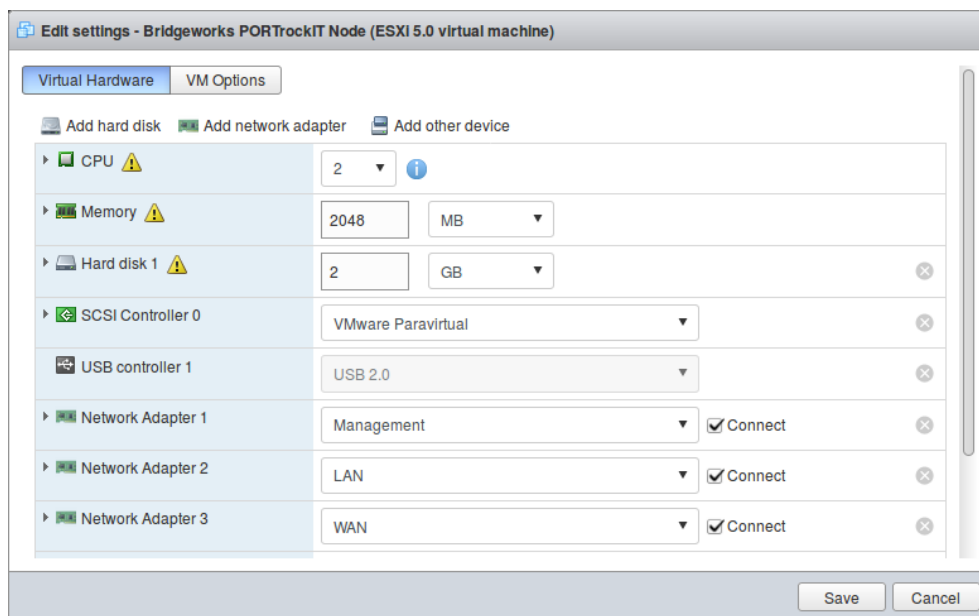 Edit settings - Bridgeworks PORTrockIT Node (ESXI 5.0 virtual machine)
Virtual Hardware VM Options
Add hard disk Add network adapter Add other device
CPU 2
Memory 2048 MB
Hard disk 1 2 GB
SCSI Controller 0 VMware Paravirtual
USB controller 1 USB 2.0
Network Adapter 1 Management Connect
Network Adapter 2 LAN Connect
Network Adapter 3 WAN Connect
Save Cancel